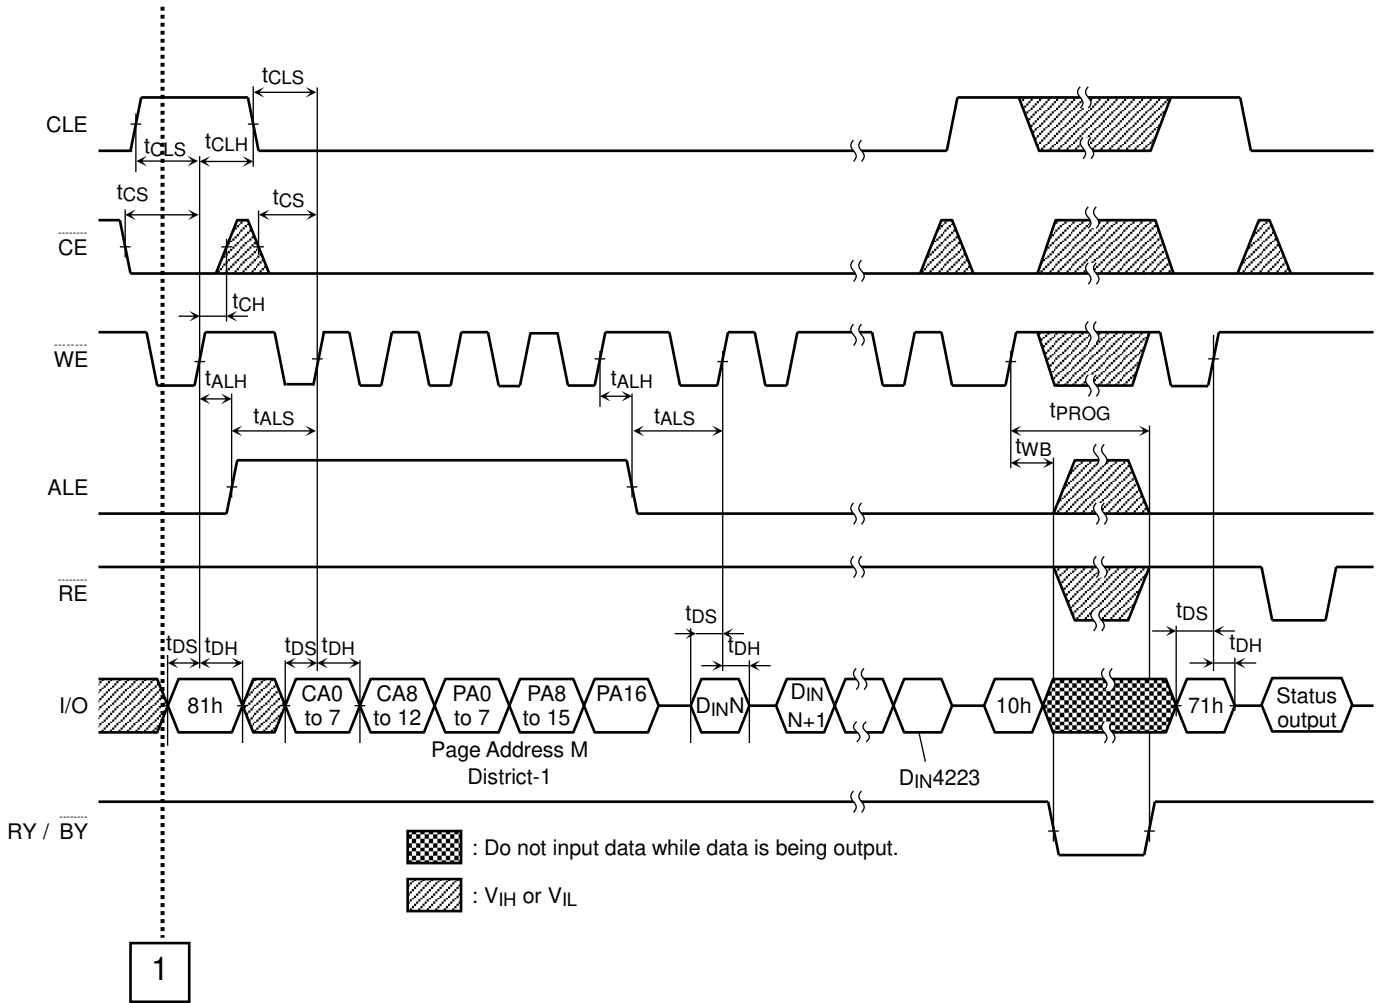 tCLS
CLE
tCLS tCLH
tCS tCS
CE
tCH
WE
tALH tALH
tALS tALS tPROG
tWB
ALE
RE
tDS tDS
tDS tDH tDS tDH tDH tDH
I/O 81h CA0 to 7 CA8 to 12 PA0 to 7 PA8 to 15 PA16 DINN DIN N+1 10h 71h Status output
Page Address M
District-1
DIN4223
RY / BY
: Do not input data while data is being output.
: VIH or VIL
1